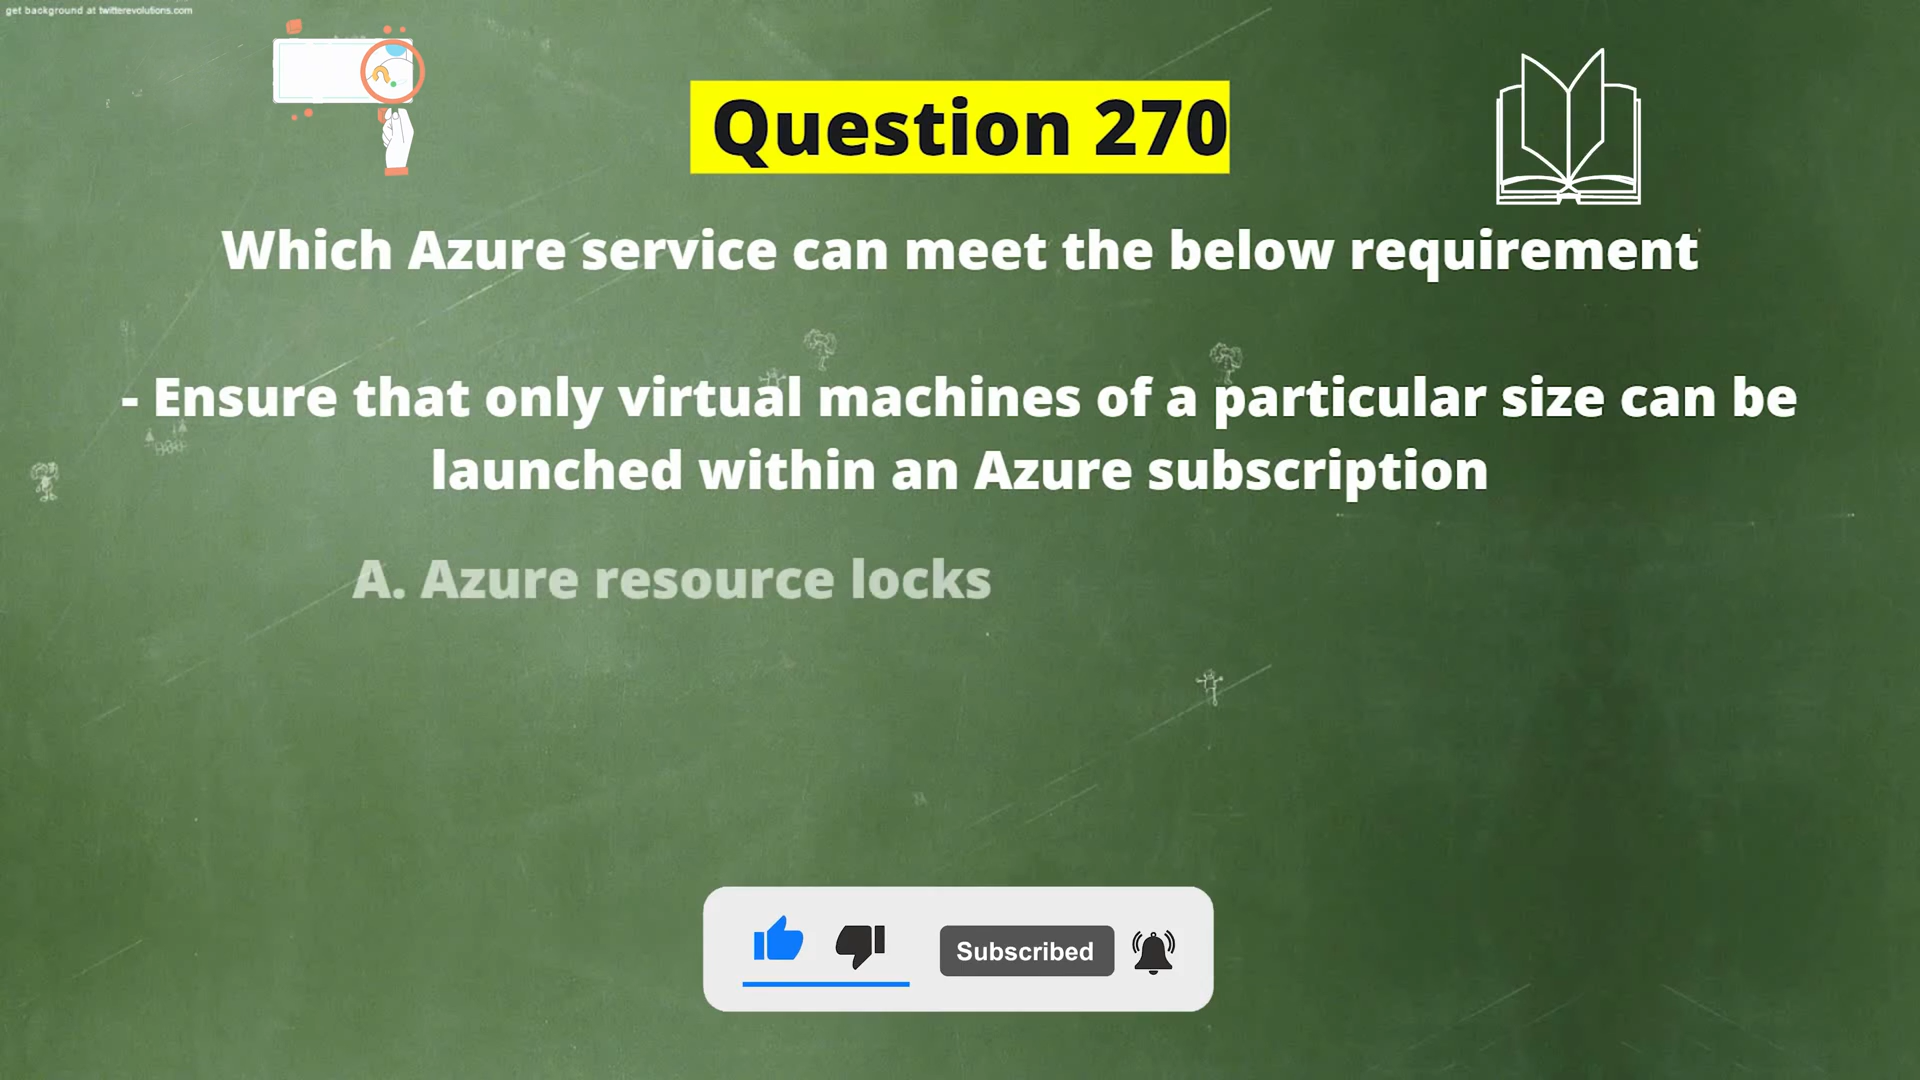 get background at twitterevolutions.com
Question 270
Which Azure service can meet the below requirement
- Ensure that only virtual machines of a particular size can be
launched within an Azure subscription
A. Azure resource locks
Subscribed